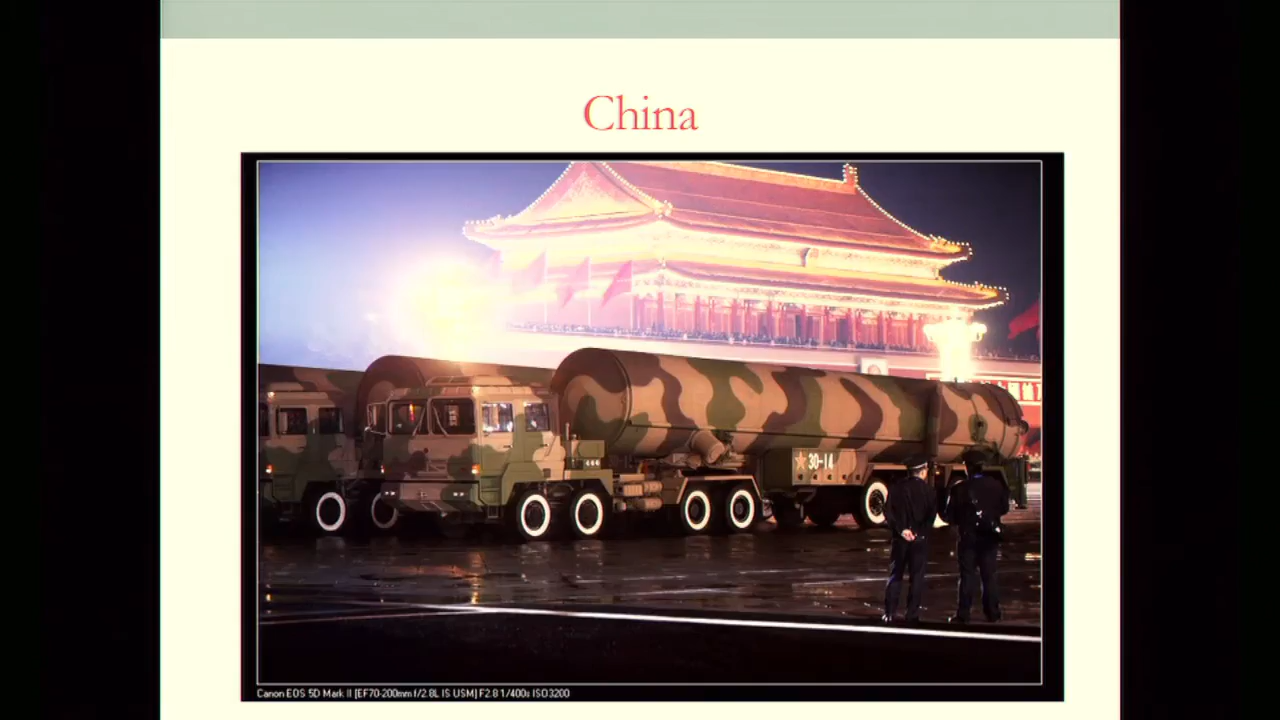 China
30-14
Canon EOS 5D Mark II [EF70-200mm f/2.8L IS USM] F2.8 1/400s ISO3200